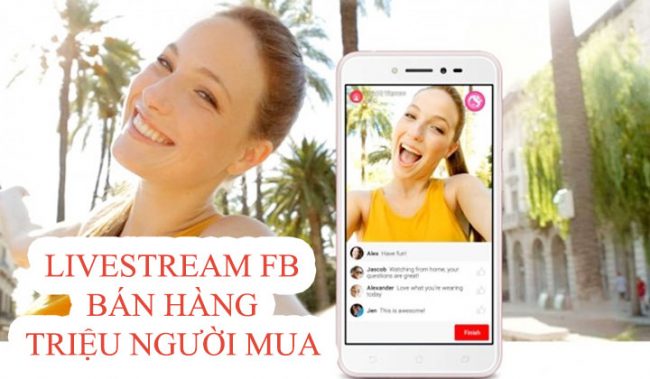 LIVESTREAM FB
BÁN HÀNG
TRIỆU NGƯỜI MUA
Alex Have fun!
Jascob Watching from home, your
questions are great!
Alexander Love what you're wearing
today
Jen This is awesome!
Finish